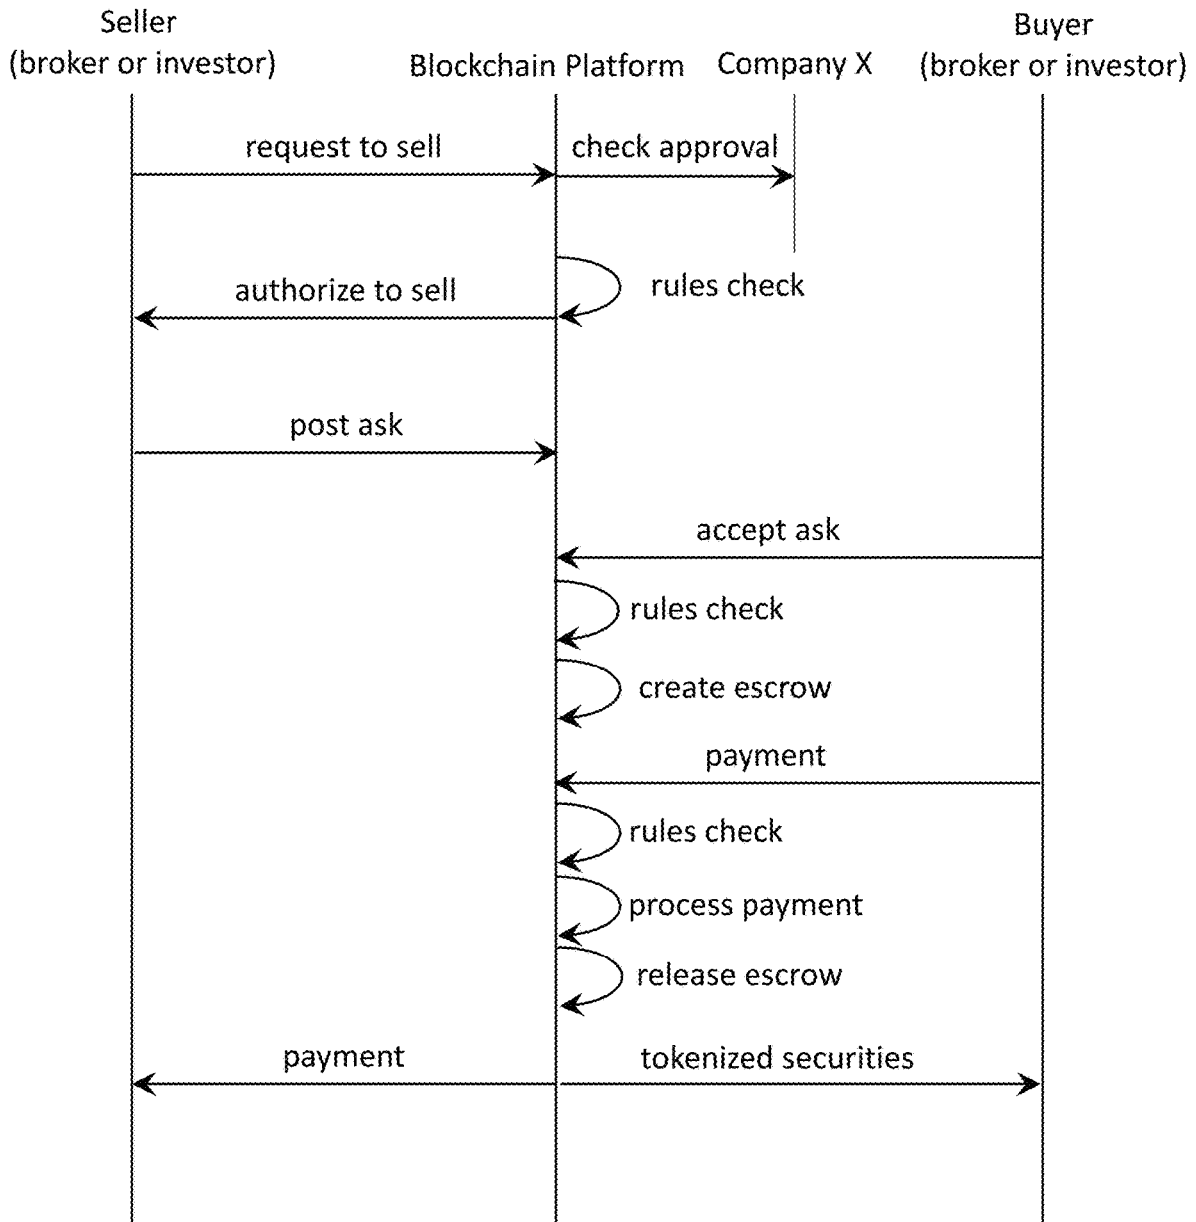 Seller
(broker or investor)
Blockchain Platform
Company X
Buyer
(broker or investor)
request to sell
check approval
authorize to sell
rules check
post ask
accept ask
rules check
create escrow
payment
rules check
process payment
release escrow
payment
tokenized securities